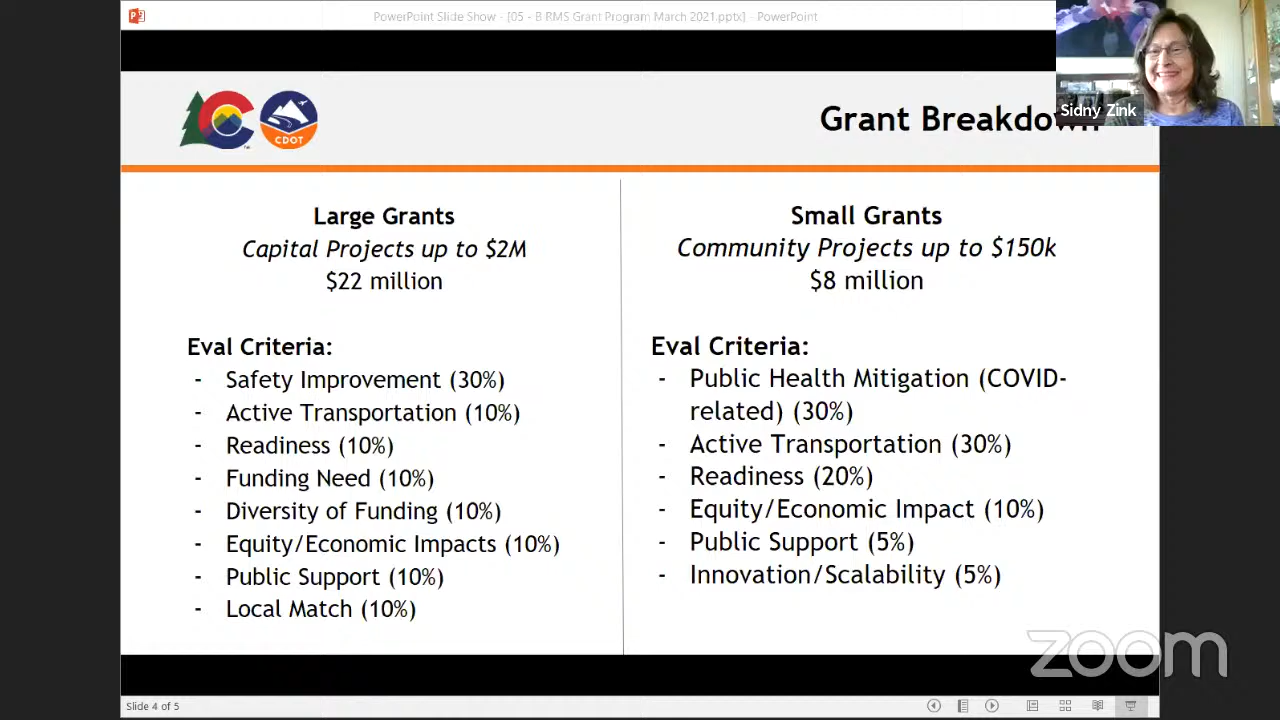 PowerPoint Slide Show - [05 - B RMS Grant Program March 2021.pptx] - PowerPoint
Sidny Zink
CDOT
Grant Breakdown
Large Grants
Capital Projects up to $2M
$22 million
Eval Criteria:
- Safety Improvement (30%)
- Active Transportation (10%)
- Readiness (10%)
- Funding Need (10%)
- Diversity of Funding (10%)
- Equity/Economic Impacts (10%)
- Public Support (10%)
- Local Match (10%)
Small Grants
Community Projects up to $150k
$8 million
Eval Criteria:
- Public Health Mitigation (COVID-
related) (30%)
- Active Transportation (30%)
- Readiness (20%)
- Equity/Economic Impact (10%)
- Public Support (5%)
- Innovation/Scalability (5%)
zoom
Slide 4 of 5